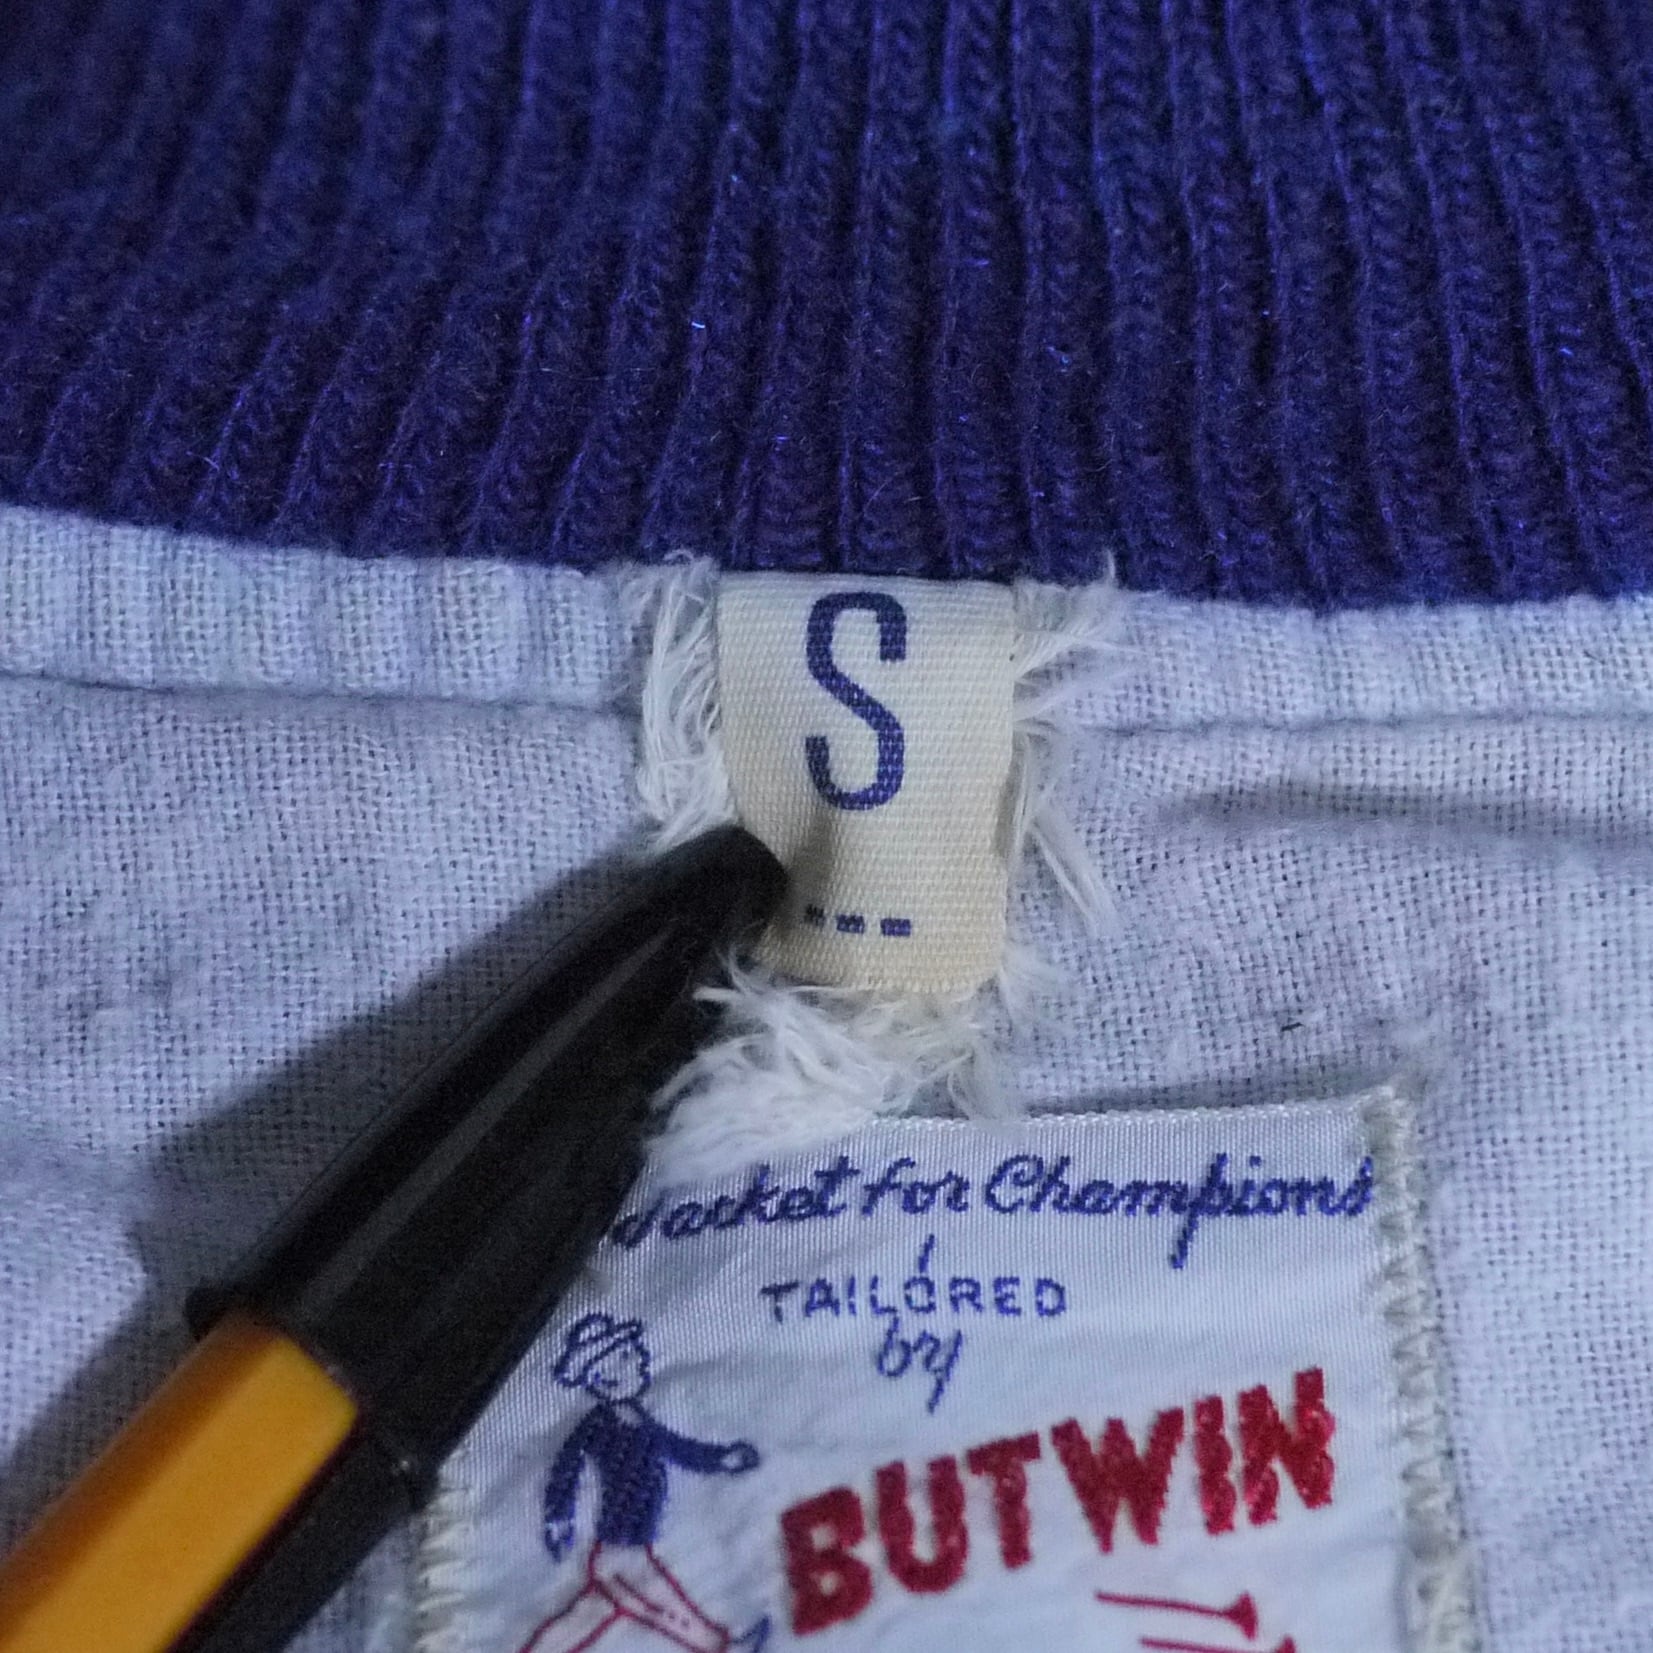 S
---
Jacket for Champions
TAILORED
by
BUTWIN